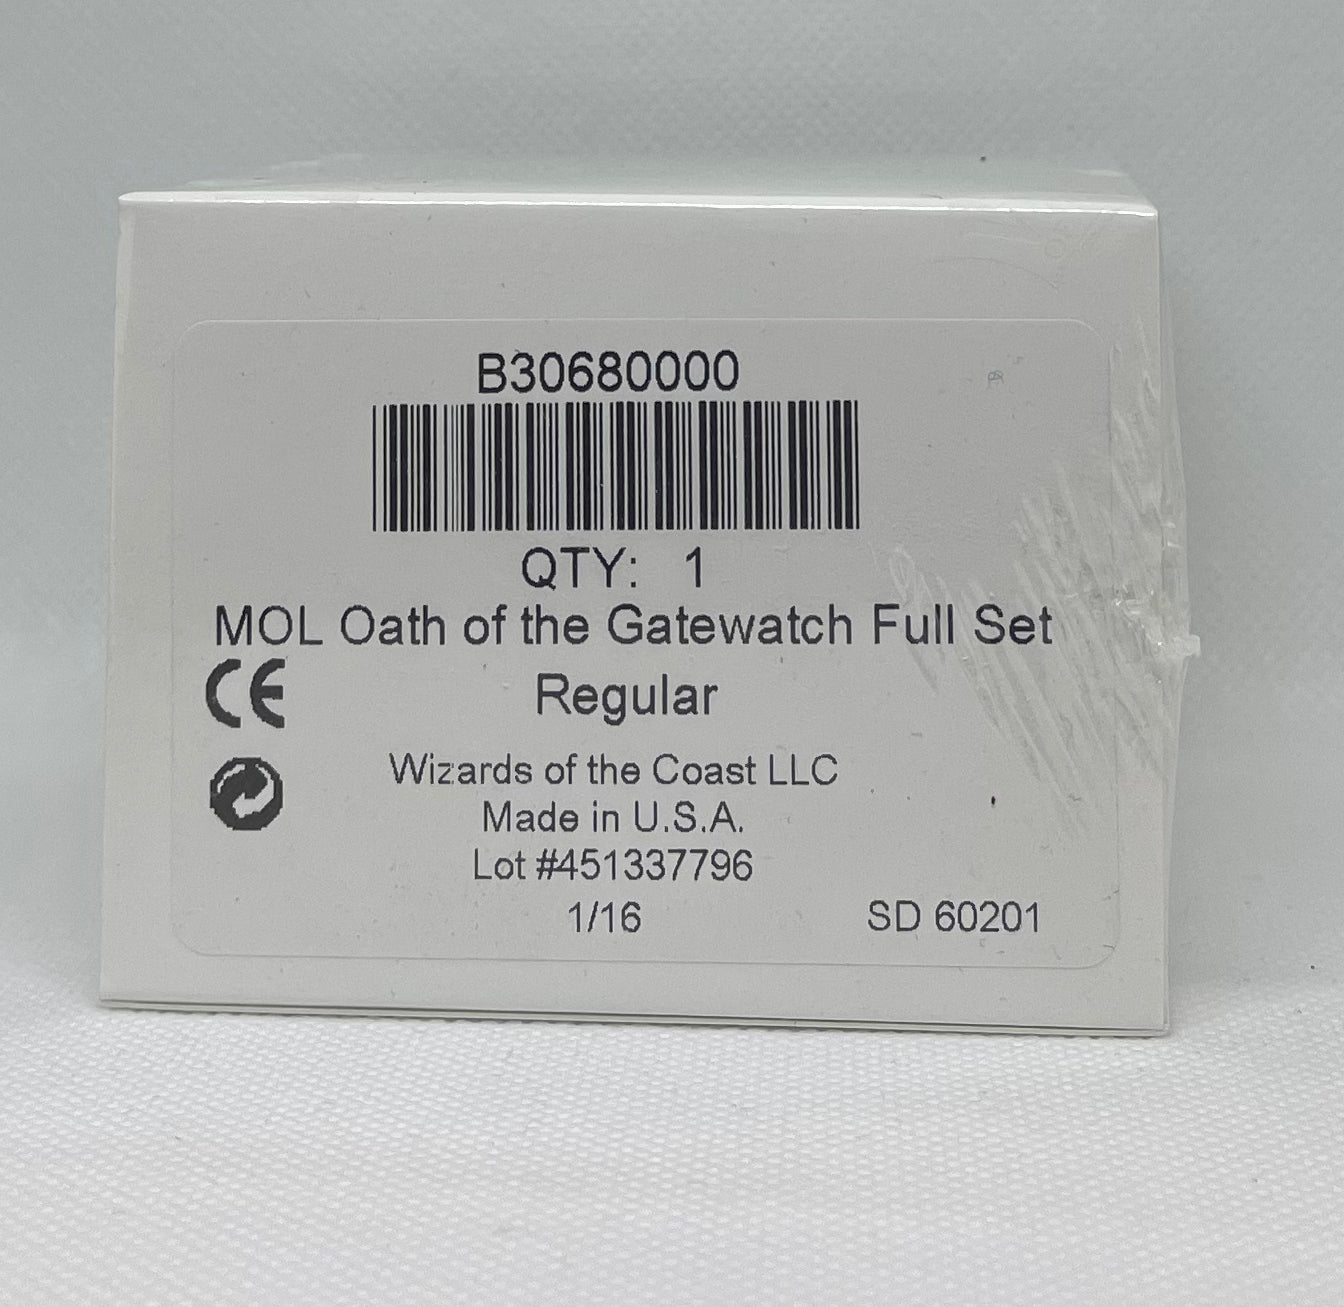 B30680000
QTY: 1
MOL Oath of the Gatewatch Full Set
CE
Regular
Wizards of the Coast LLC
Made in U.S.A.
Lot #451337796
1/16
SD 60201